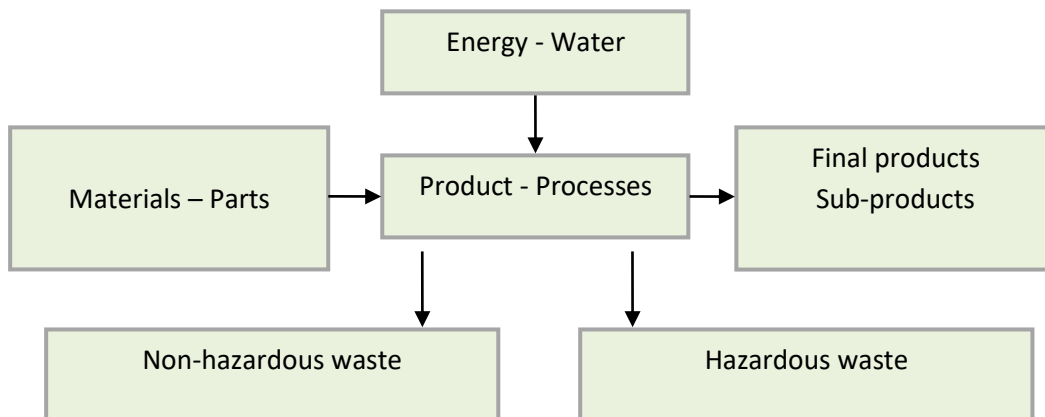 Energy - Water
Materials – Parts
Product - Processes
Final products
Sub-products
Non-hazardous waste
Hazardous waste